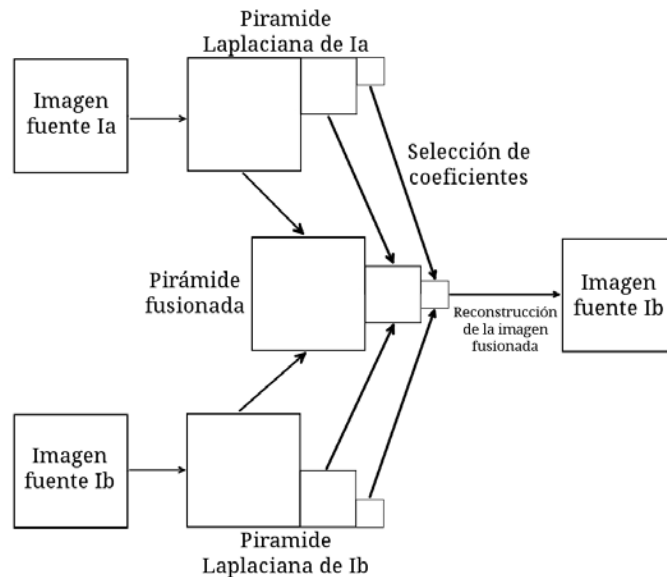 Piramide
Laplaciana de Ia
Imagen
fuente Ia
Selección de
coeficientes
Pirámide
fusionada
Imagen
fuente Ib
Reconstrucción
de la imagen
fusionada
Imagen
fuente Ib
Piramide
Laplaciana de Ib